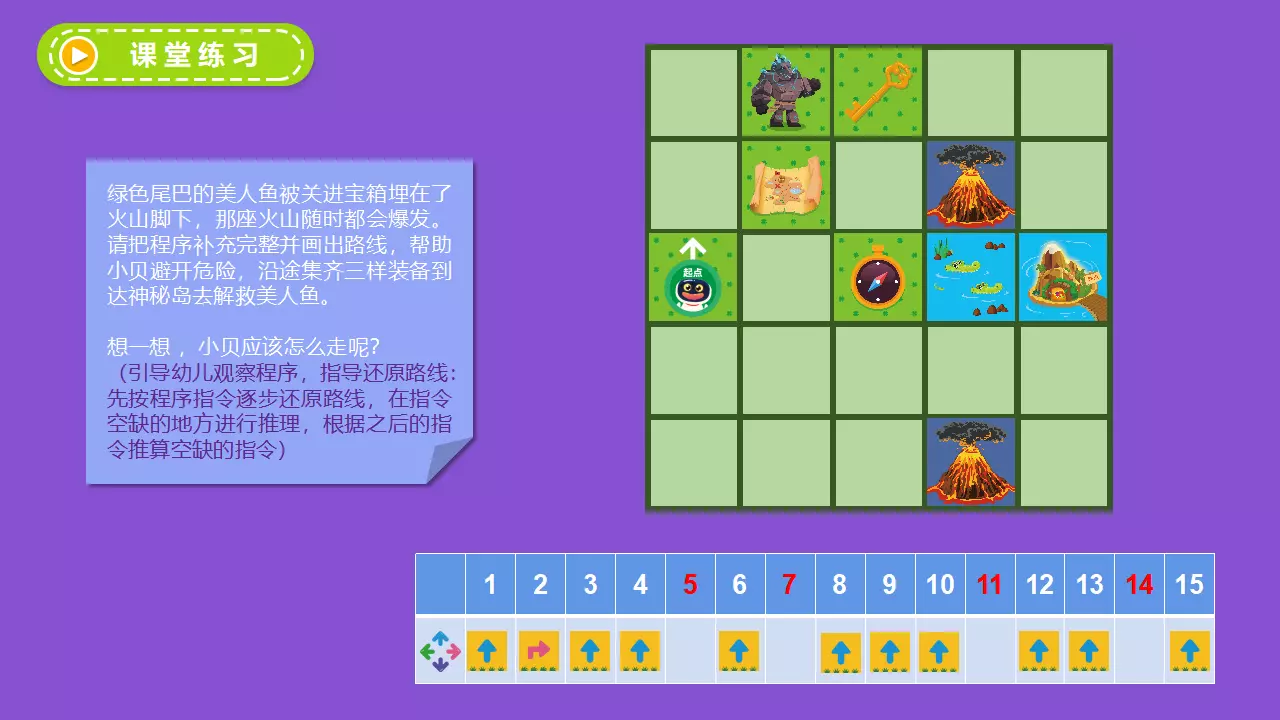 课堂练习
绿色尾巴的美人鱼被关进宝箱埋在了
火山脚下，那座火山随时都会爆发。
请把程序补充完整并画出路线，帮助
小贝避开危险，沿途集齐三样装备到
达神秘岛去解救美人鱼。
想一想 ，小贝应该怎么走呢?
（引导幼儿观察程序，指导还原路线：
先按程序指令逐步还原路线，在指令
空缺的地方进行推理，根据之后的指
令推算空缺的指令）
起点
1 2 3 4 5 6 7 8 9 10 11 12 13 14 15